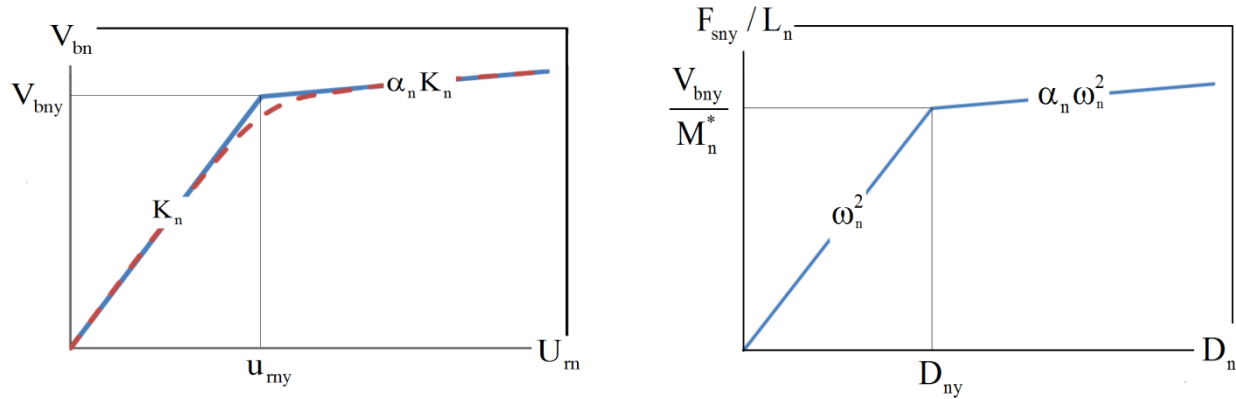 V_bn
V_bny
K_n
α_n K_n
u_rny
U_rn
F_sny / L_n
V_bny
M_n^*
ω_n^2
α_n ω_n^2
D_ny
D_n